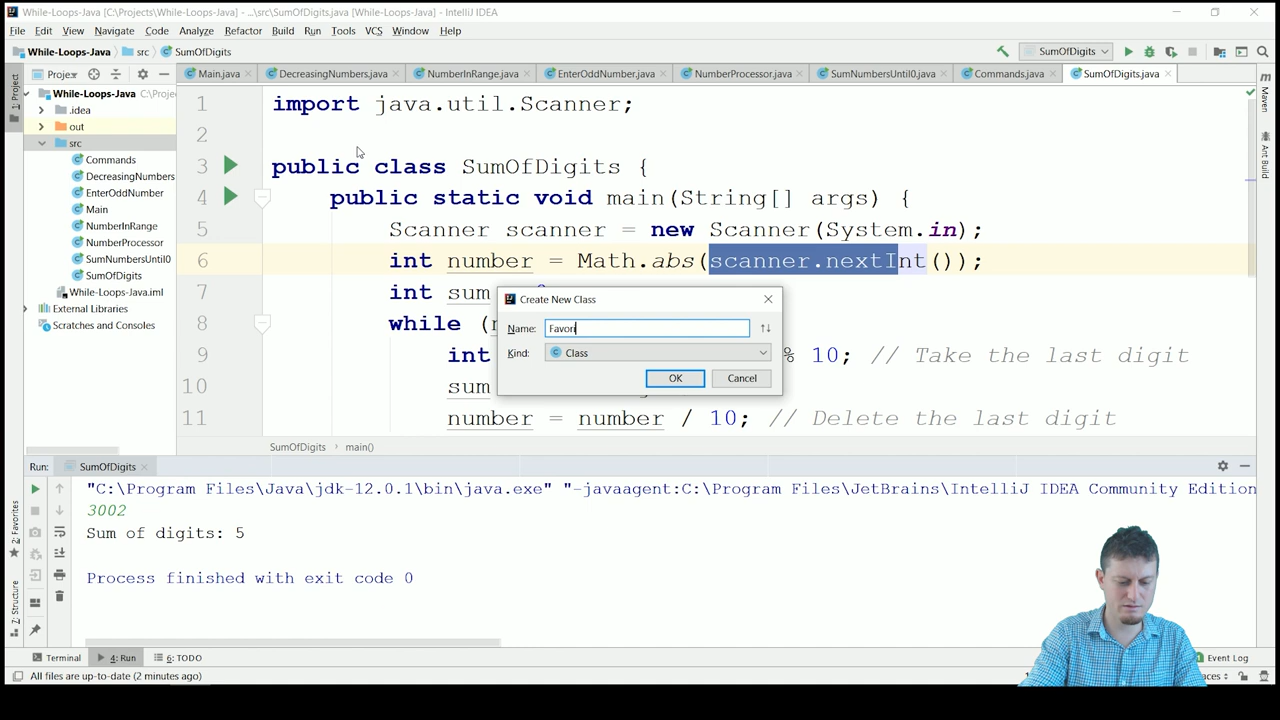 While-Loops-Java [C:\Projects\While-Loops-Java] - ...\src\SumOfDigits.java [While-Loops-Java] - IntelliJ IDEA
File Edit View Navigate Code Analyze Refactor Build Run Tools VCS Window Help
While-Loops-Java src SumOfDigits SumOfDigits
Projec Main.java DecreasingNumbers.java NumberInRange.java EnterOddNumber.java NumberProcessor.java SumNumbersUntil0.java Commands.java SumOfDigits.java
1: Project
Maven
Ant Build
While-Loops-Java C:\Projec
.idea
out
src
Commands
DecreasingNumbers
EnterOddNumber
Main
NumberInRange
NumberProcessor
SumNumbersUntil0
SumOfDigits
While-Loops-Java.iml
External Libraries
Scratches and Consoles
1 import java.util.Scanner;
2
3 public class SumOfDigits {
4 public static void main(String[] args) {
5 Scanner scanner = new Scanner(System.in);
6 int number = Math.abs(scanner.nextInt());
7 int sum
8 while (
9 int % 10; // Take the last digit
10 sum
11 number = number / 10; // Delete the last digit
Create New Class
Name: Favori
Kind: Class
OK Cancel
SumOfDigits main()
Run: SumOfDigits
"C:\Program Files\Java\jdk-12.0.1\bin\java.exe" "-javaagent:C:\Program Files\JetBrains\IntelliJ IDEA Community Edition
3002
Sum of digits: 5
Process finished with exit code 0
2: Favorites
7: Structure
Terminal 4: Run 6: TODO Event Log
All files are up-to-date (2 minutes ago)